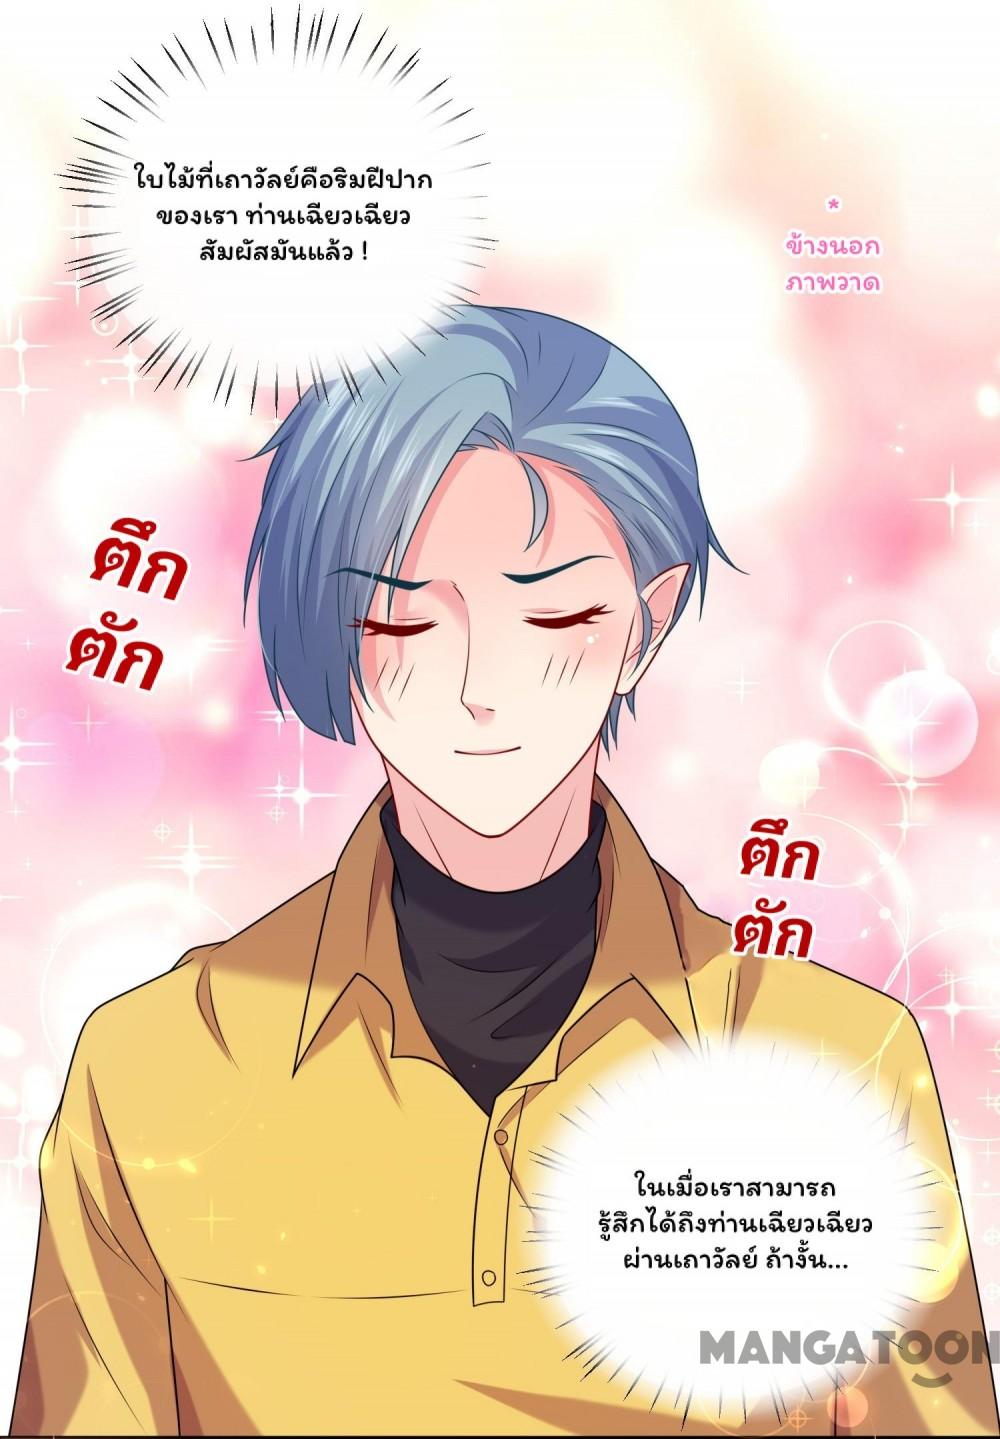 ใบไม้ที่เถาวัลย์คือริมฝีปาก
ของเรา ท่านเฉียวเฉียว
สัมผัสมันแล้ว !
*
ข้างนอก
ภาพวาด
ตึก
ตัก
ตึก
ตัก
ในเมื่อเราสามารถ
รู้สึกได้ถึงท่านเฉียวเฉียว
ผ่านเถาวัลย์ ถ้างั้น...
MANGATOON